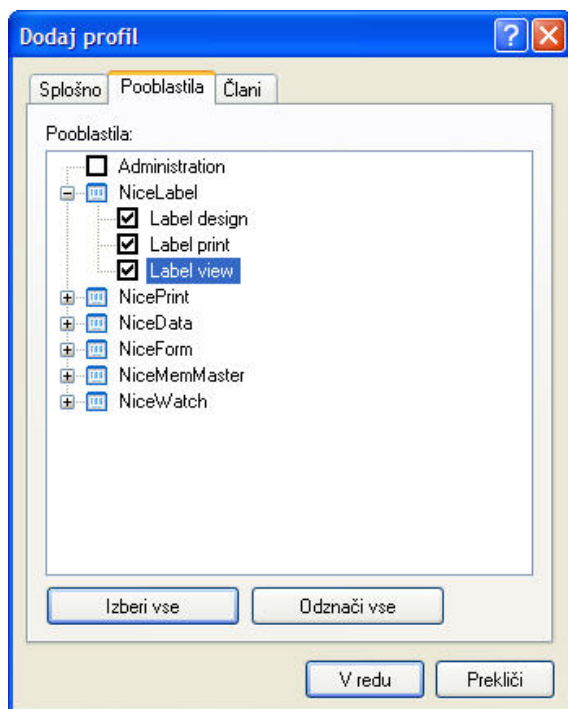 Dodaj profil
Splošno Pooblastila Člani
Pooblastila:
Administration
NiceLabel
Label design
Label print
Label view
NicePrint
NiceData
NiceForm
NiceMemMaster
NiceWatch
Izberi vse Odznači vse
V redu Prekliči